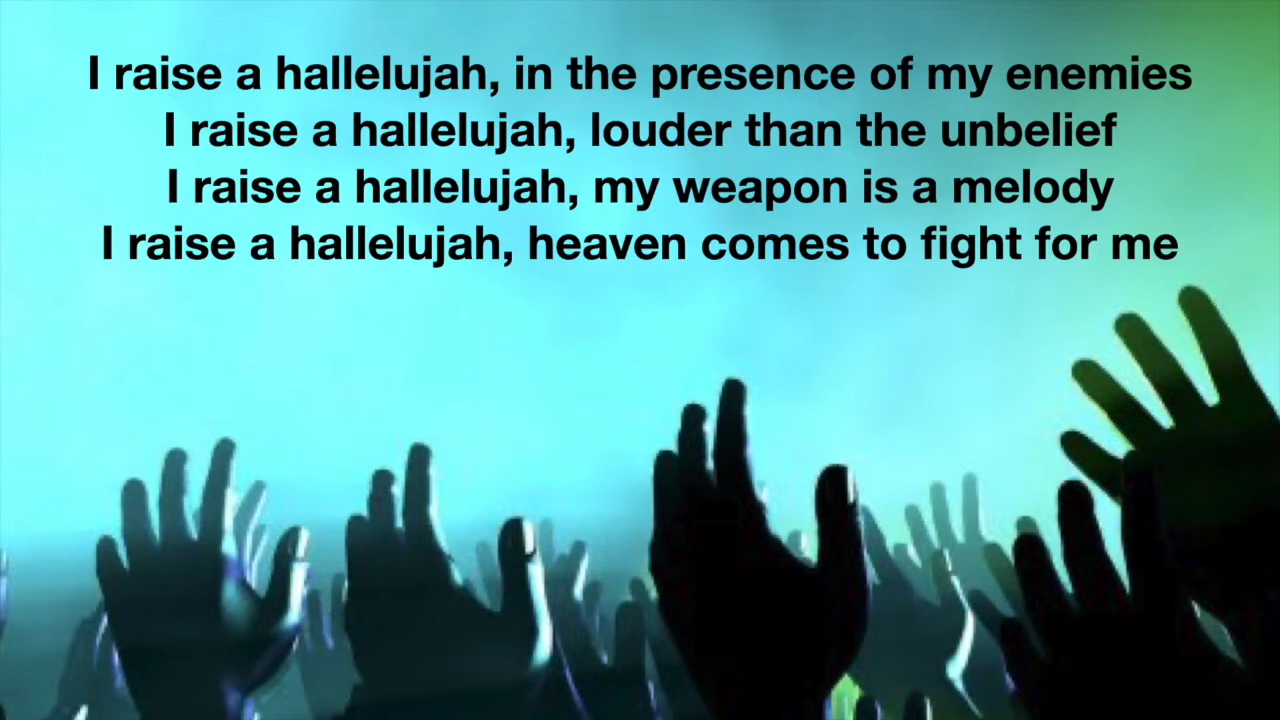 I raise a hallelujah, in the presence of my enemies
I raise a hallelujah, louder than the unbelief
I raise a hallelujah, my weapon is a melody
I raise a hallelujah, heaven comes to fight for me